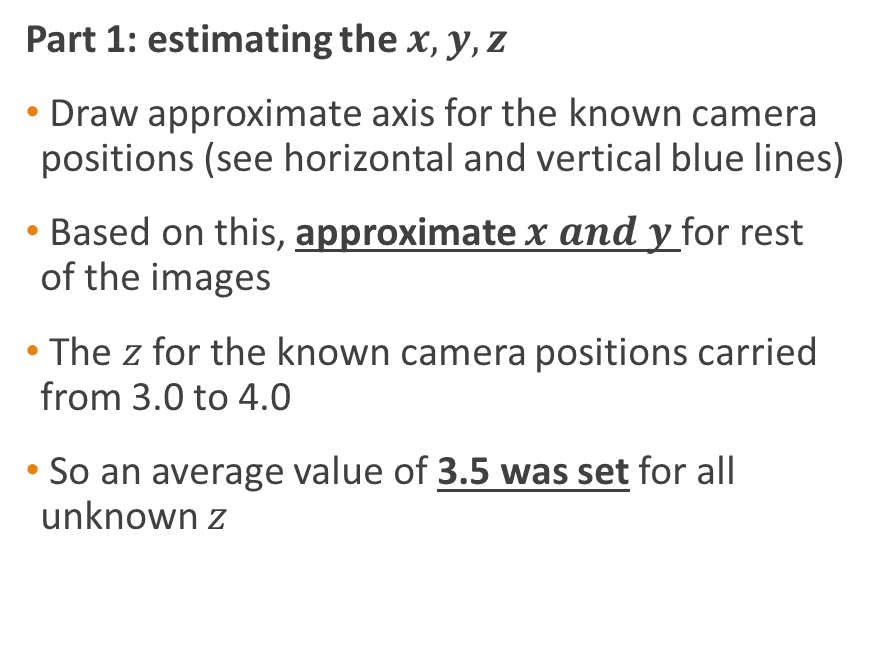 Part 1: estimating the x, y, z
• Draw approximate axis for the known camera
positions (see horizontal and vertical blue lines)
• Based on this, approximate x and y for rest
of the images
• The z for the known camera positions carried
from 3.0 to 4.0
• So an average value of 3.5 was set for all
unknown z